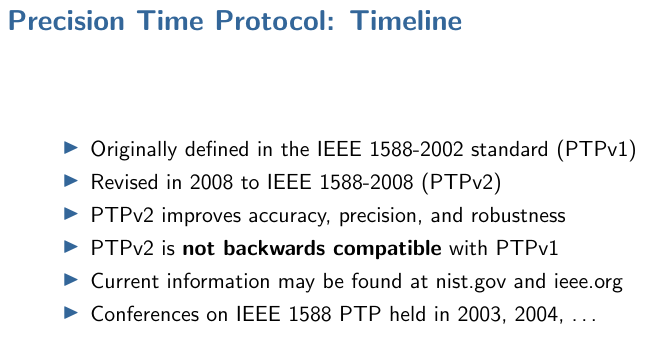 Precision Time Protocol: Timeline
Originally defined in the IEEE 1588-2002 standard (PTPv1)
Revised in 2008 to IEEE 1588-2008 (PTPv2)
PTPv2 improves accuracy, precision, and robustness
PTPv2 is not backwards compatible with PTPv1
Current information may be found at nist.gov and ieee.org
Conferences on IEEE 1588 PTP held in 2003, 2004, ...